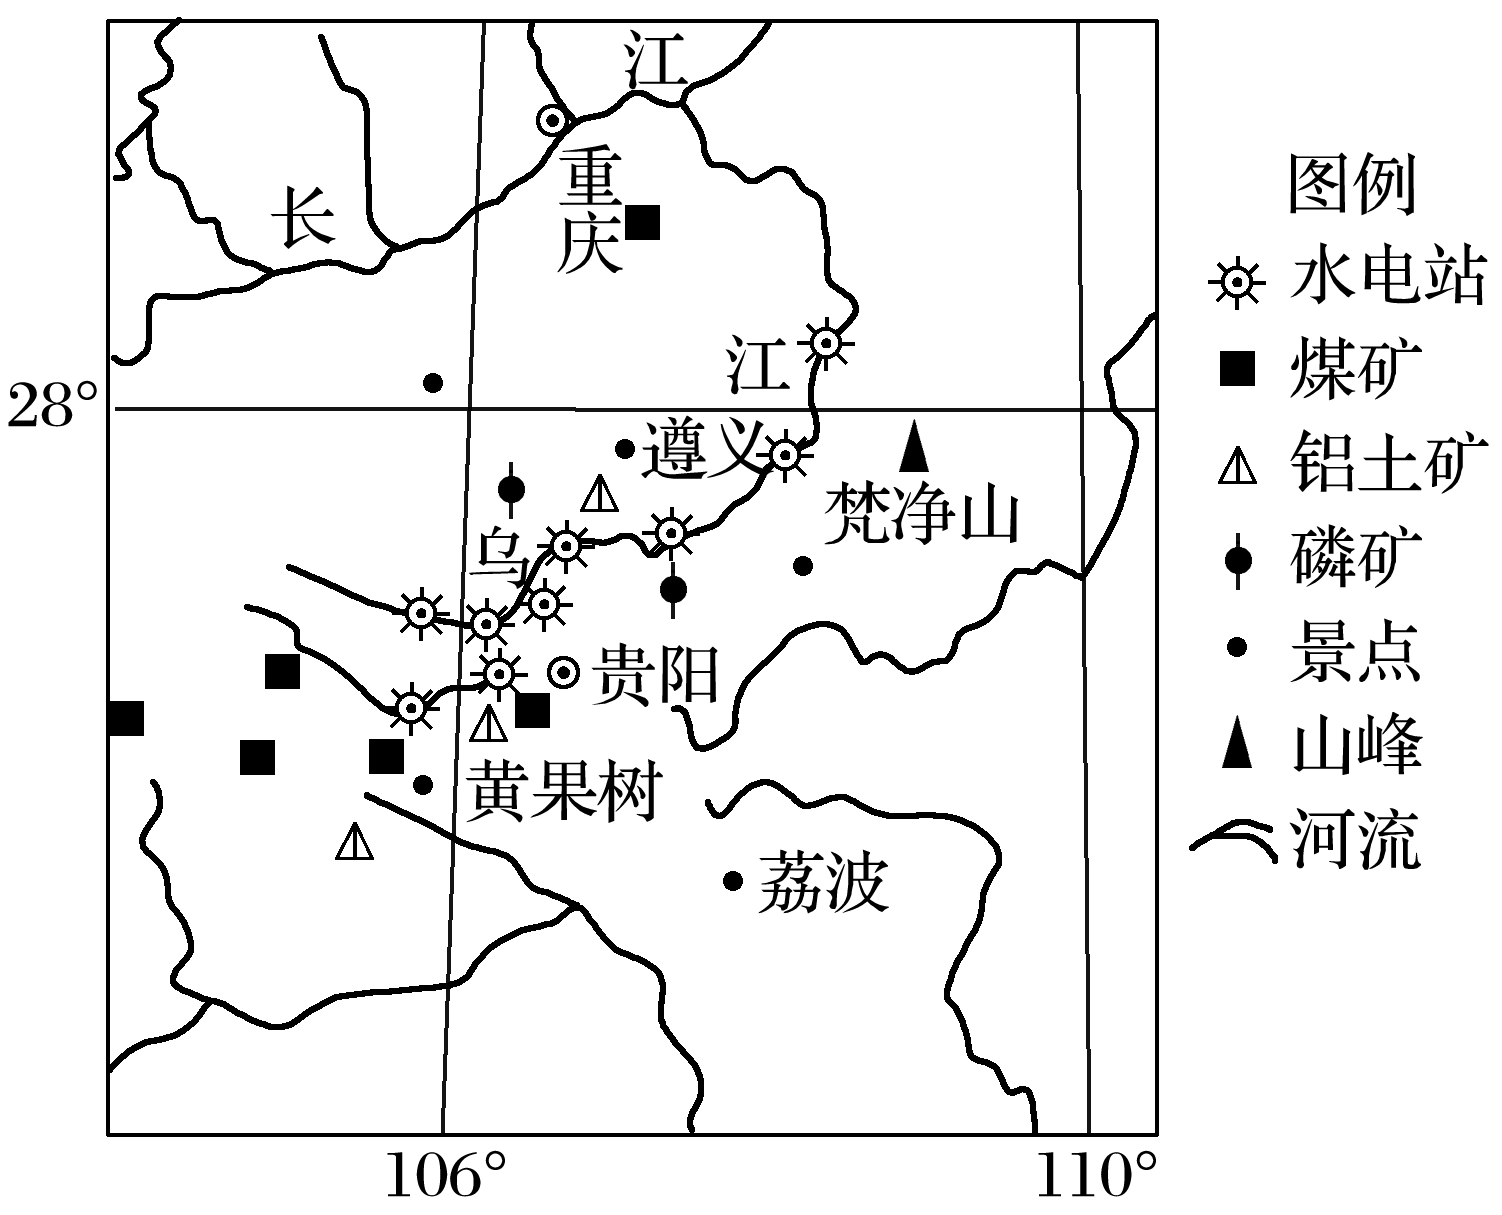 江
重庆
长
江
28°
遵义
梵净山
乌
贵阳
黄果树
荔波
106°
110°
图例
水电站
煤矿
铝土矿
磷矿
景点
山峰
河流